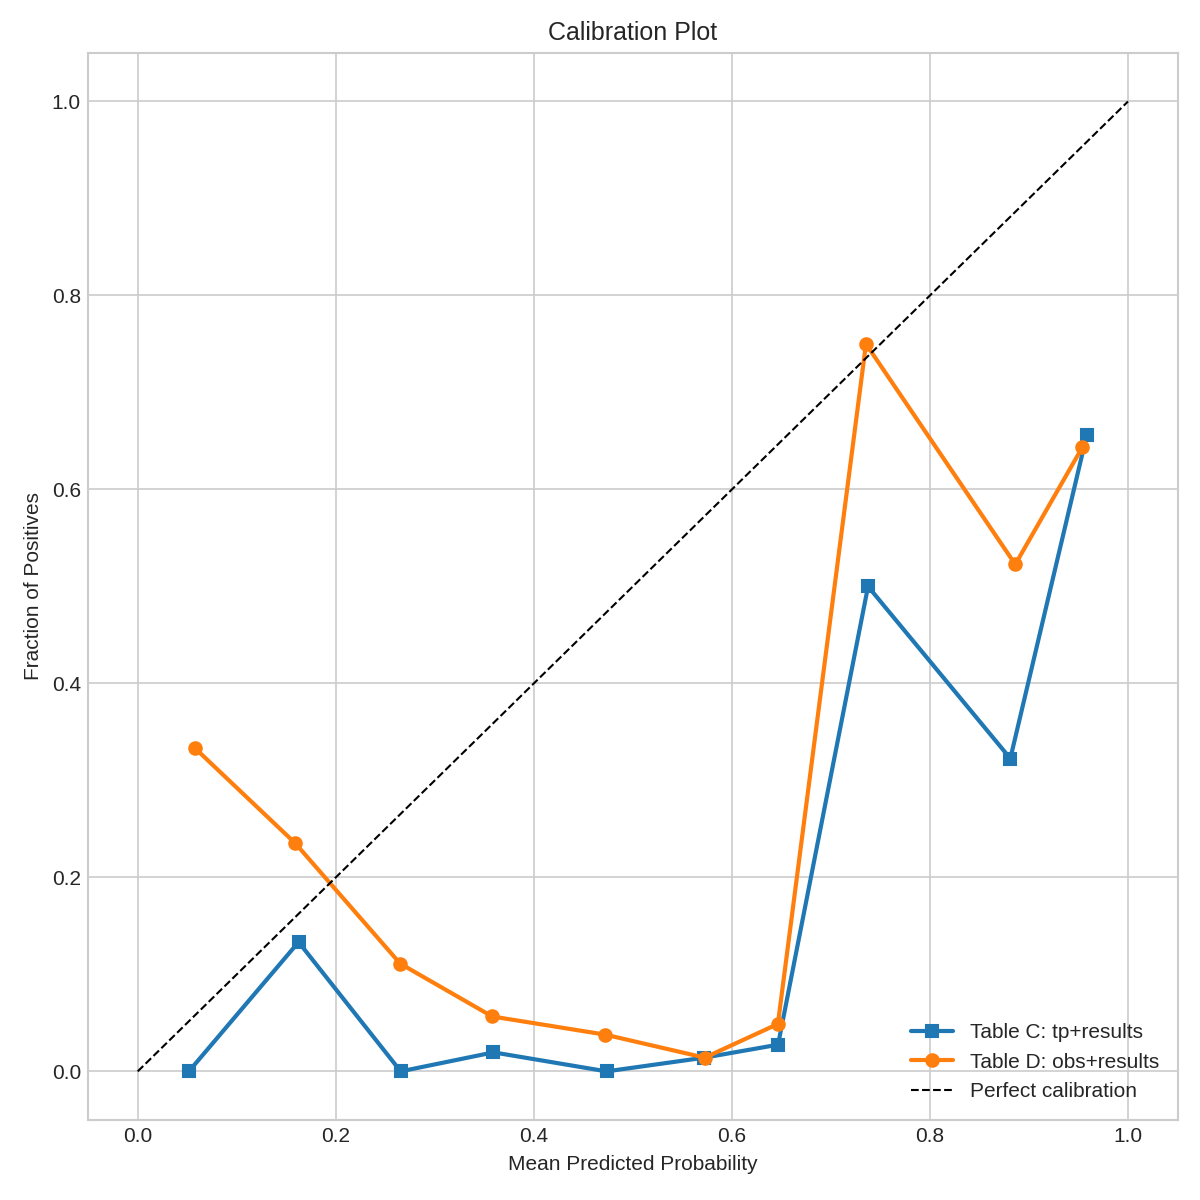 Calibration Plot
1.0
0.8
0.6
0.4
0.2
0.0
Fraction of Positives
Table C: tp+results
Table D: obs+results
Perfect calibration
0.0 0.2 0.4 0.6 0.8 1.0
Mean Predicted Probability